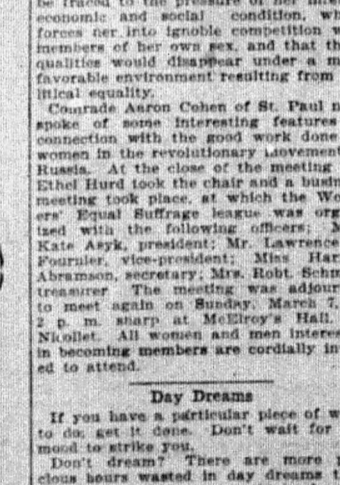 be traced to the pressure of her
economic and social condition, wh
forces her into ignoble competition w
members of her own sex, and that th
qualities would disappear under a m
favorable environment resulting from
litical equality.
Comrade Aaron Cohen of St. Paul n
spoke of some interesting features
connection with the good work done
women in the revolutionary movement
Russia. At the close of the meeting
Ethel Hurd took the chair and a busin
meeting took place, at which the Wo
ers' Equal Suffrage league was org
ized with the following officers; M
Kate Asyk, president; Mr. Lawrence
Fournier, vice-president; Miss Har
Abramson, secretary; Mrs. Robt. Schm
treasurer The meeting was adjour
to meet again on Sunday, March 7,
2 p. m. sharp at McElroy's Hall,
Nicollet. All women and men interes
in becoming members are cordially in
ed to attend.
Day Dreams
If you have a particular piece of w
to do, get it done. Don't wait for
mood to strike you.
Don't dream? There are more p
cious hours wasted in day dreams t